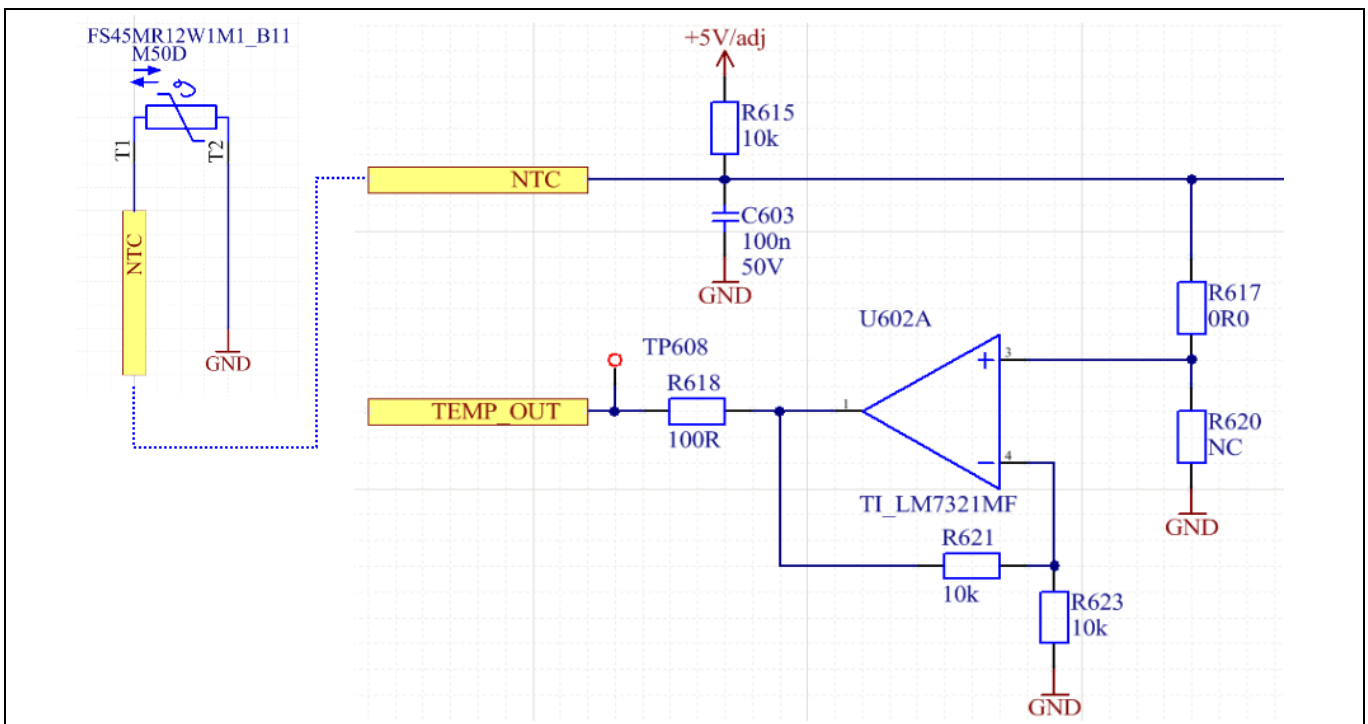 FS45MR12W1M1_B11
M50D
T1
T2
NTC
GND
+5V/adj
R615
10k
NTC
C603
100n
50V
GND
R617
0R0
U602A
TP608
3
R618
TEMP_OUT
1
100R
R620
NC
4
TI_LM7321MF
GND
R621
10k
R623
10k
GND